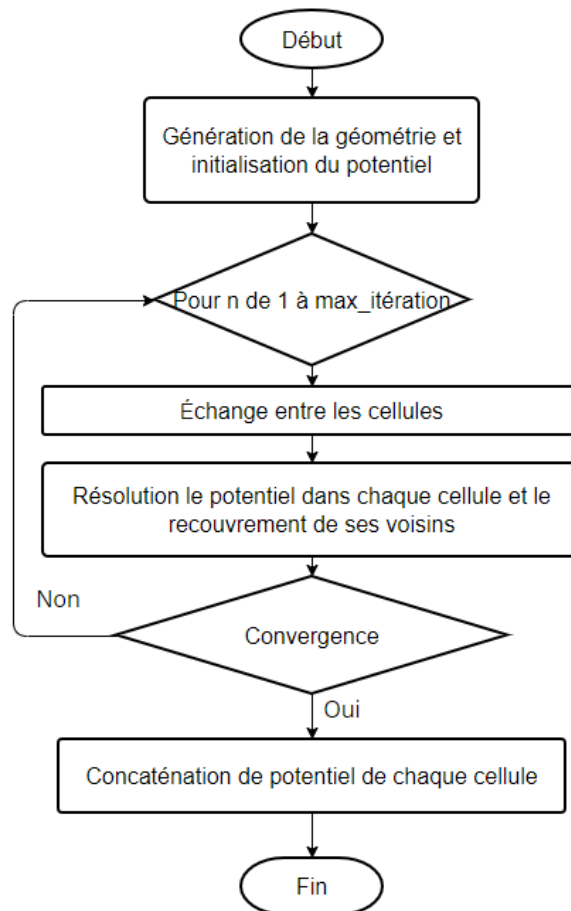 Début
Génération de la géométrie et
initialisation du potentiel
Pour n de 1 à max_itération
Échange entre les cellules
Résolution le potentiel dans chaque cellule et le
recouvrement de ses voisins
Non
Convergence
Oui
Concaténation de potentiel de chaque cellule
Fin